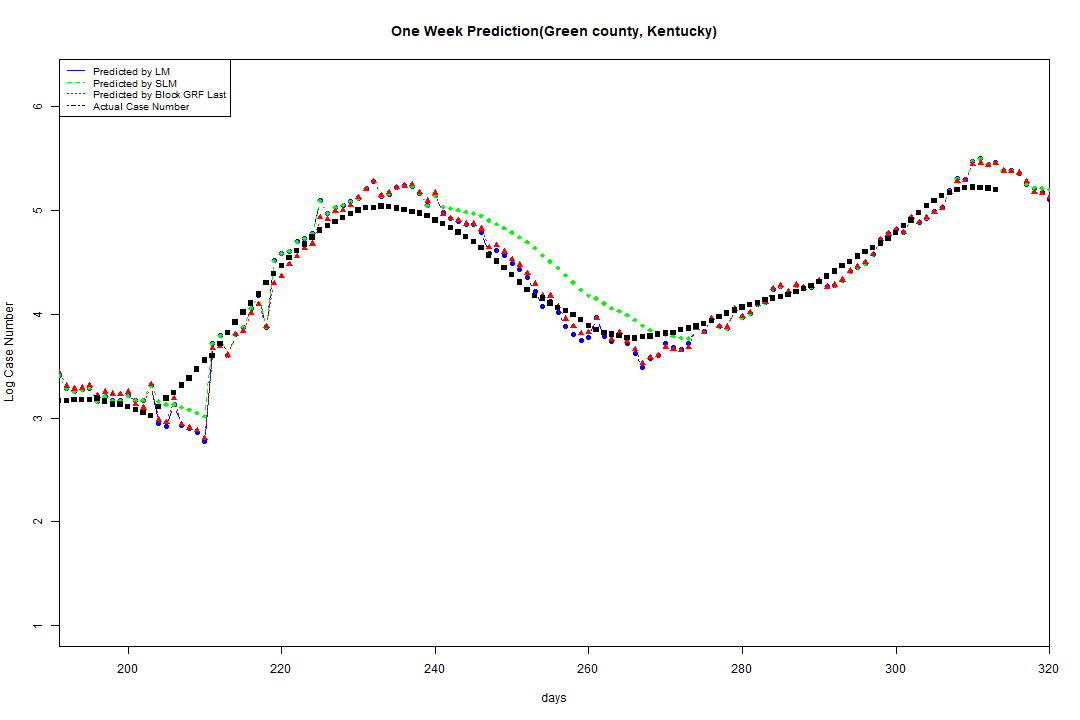 One Week Prediction(Green county, Kentucky)
Predicted by LM
Predicted by SLM
Predicted by Block GRF Last
Actual Case Number
6
5
4
3
2
1
Log Case Number
200 220 240 260 280 300 320
days